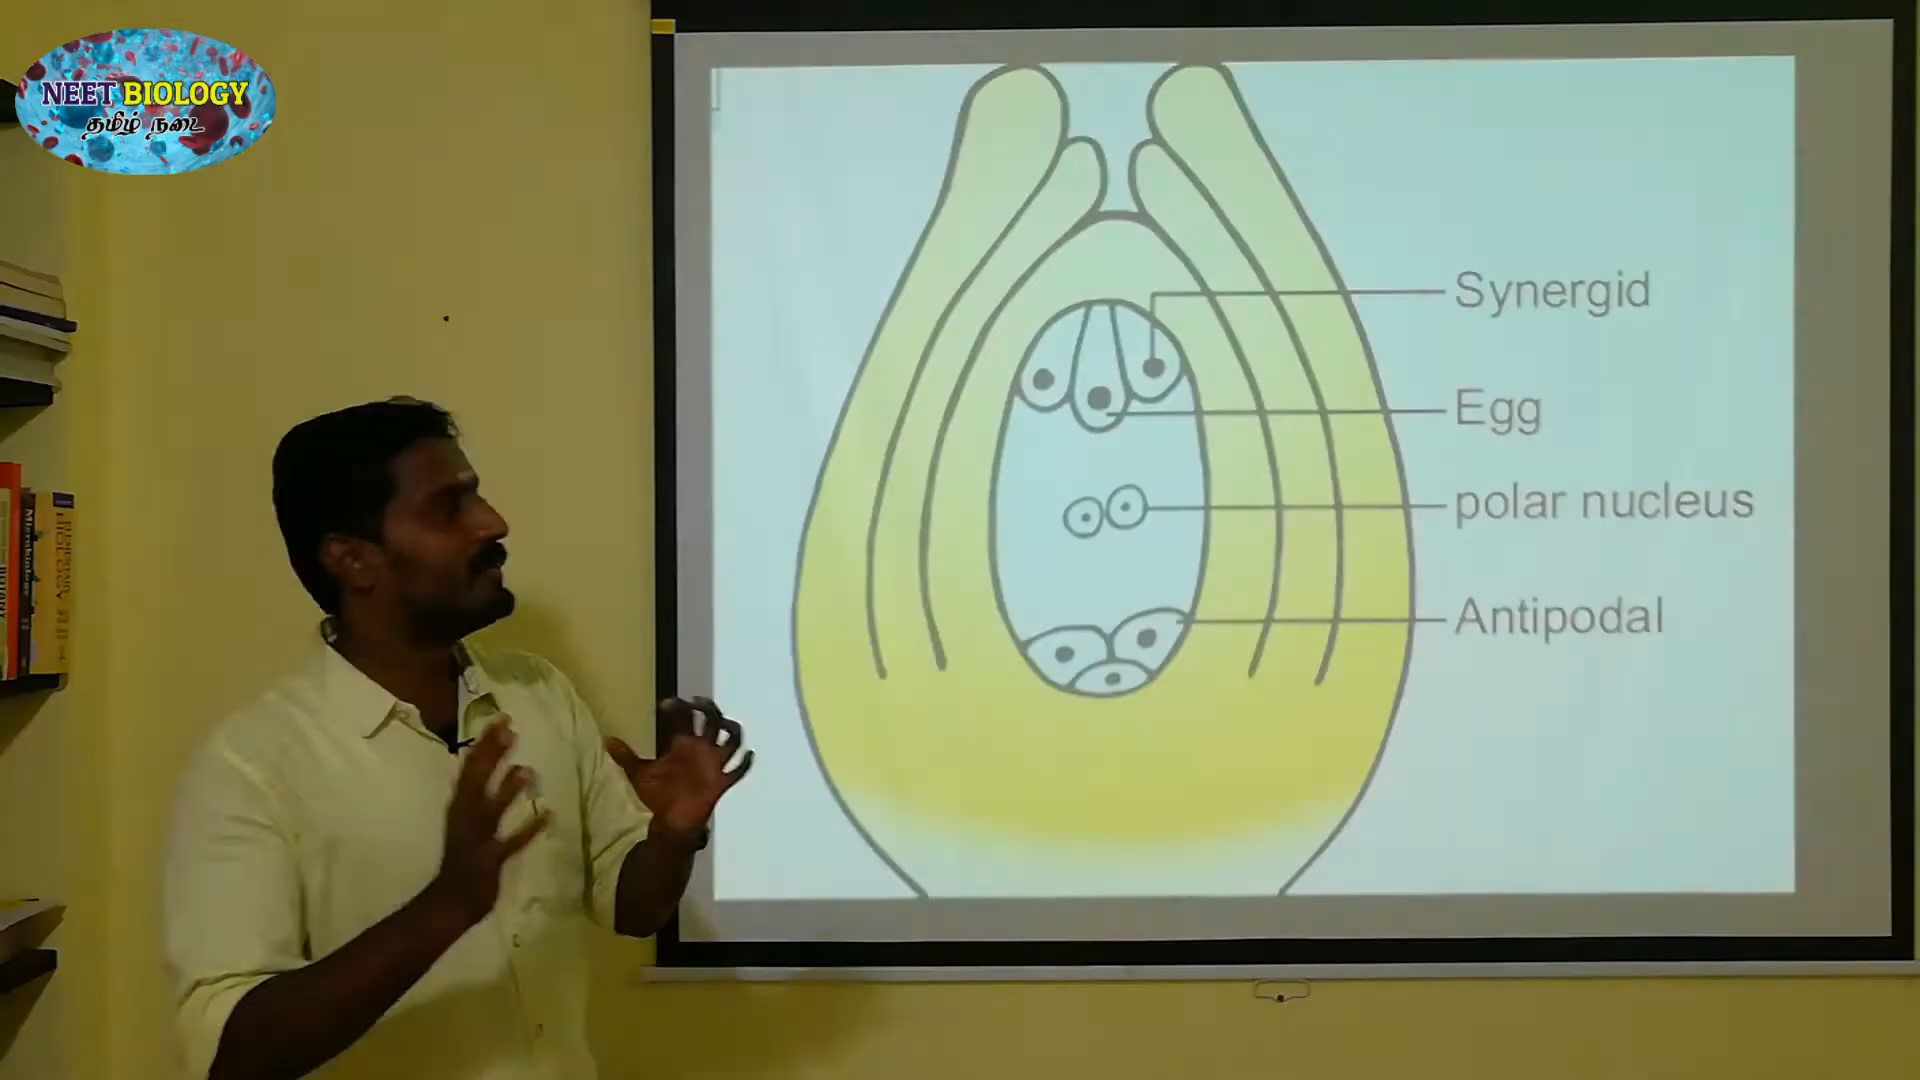 NEET BIOLOGY
தமிழ் நடை
Synergid
Egg
polar nucleus
Antipodal